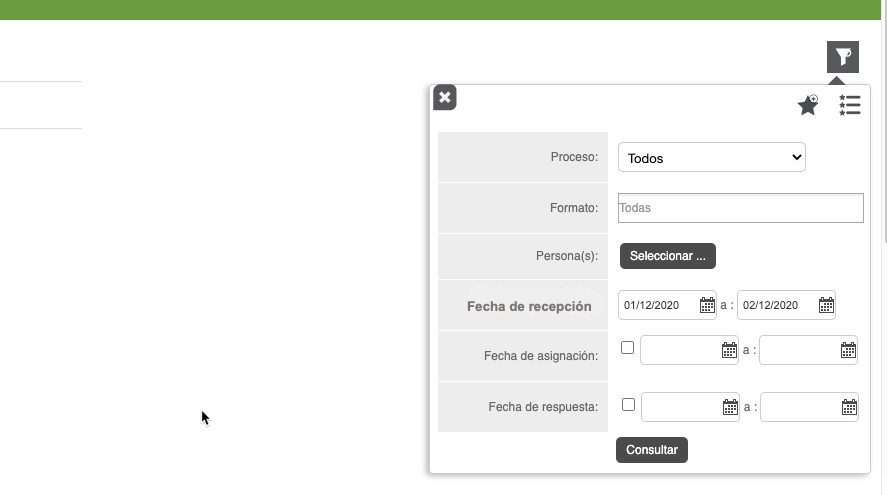 Proceso: Todos
Formato: Todas
Persona(s): Seleccionar ...
Fecha de recepción 01/12/2020 a : 02/12/2020
Fecha de asignación: a :
Fecha de respuesta: a :
Consultar